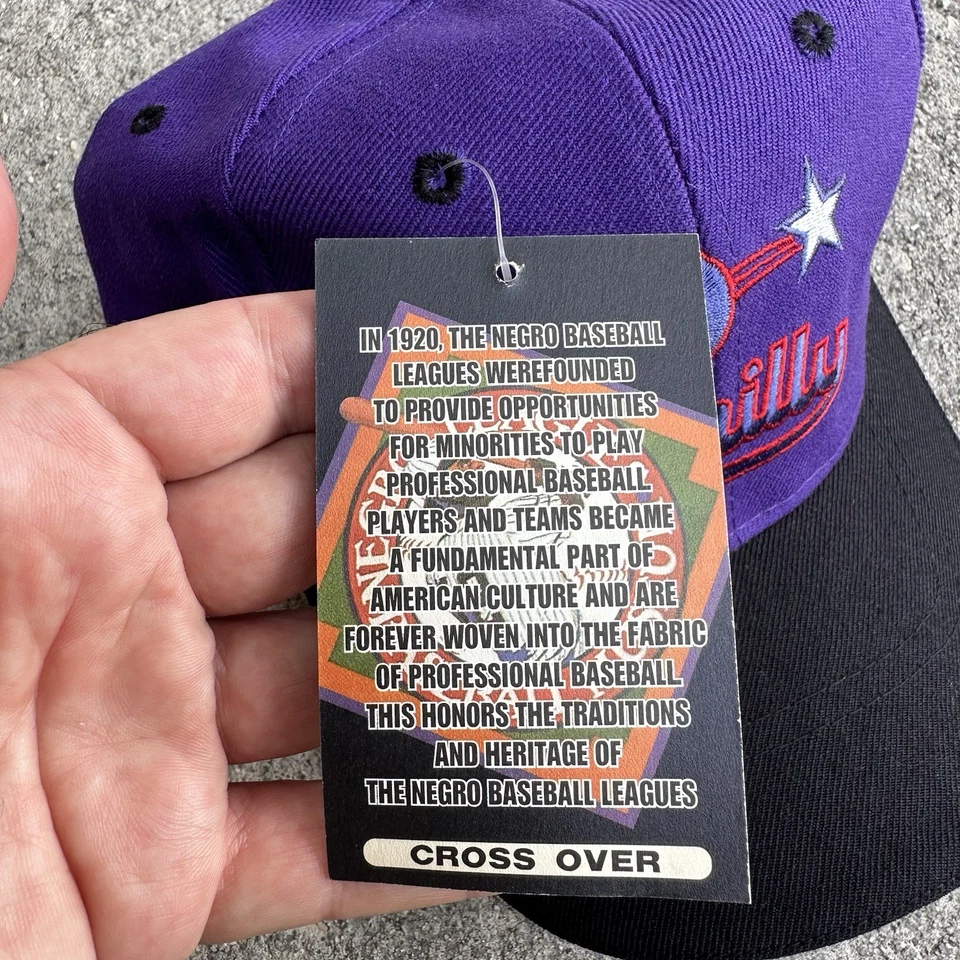 IN 1920, THE NEGRO BASEBALL
LEAGUES WEREFOUNDED
TO PROVIDE OPPORTUNITIES
FOR MINORITIES TO PLAY
PROFESSIONAL BASEBALL.
PLAYERS AND TEAMS BECAME
A FUNDAMENTAL PART OF
AMERICAN CULTURE AND ARE
FOREVER WOVEN INTO THE FABRIC
OF PROFESSIONAL BASEBALL.
THIS HONORS THE TRADITIONS
AND HERITAGE OF
THE NEGRO BASEBALL LEAGUES
CROSS OVER
illy